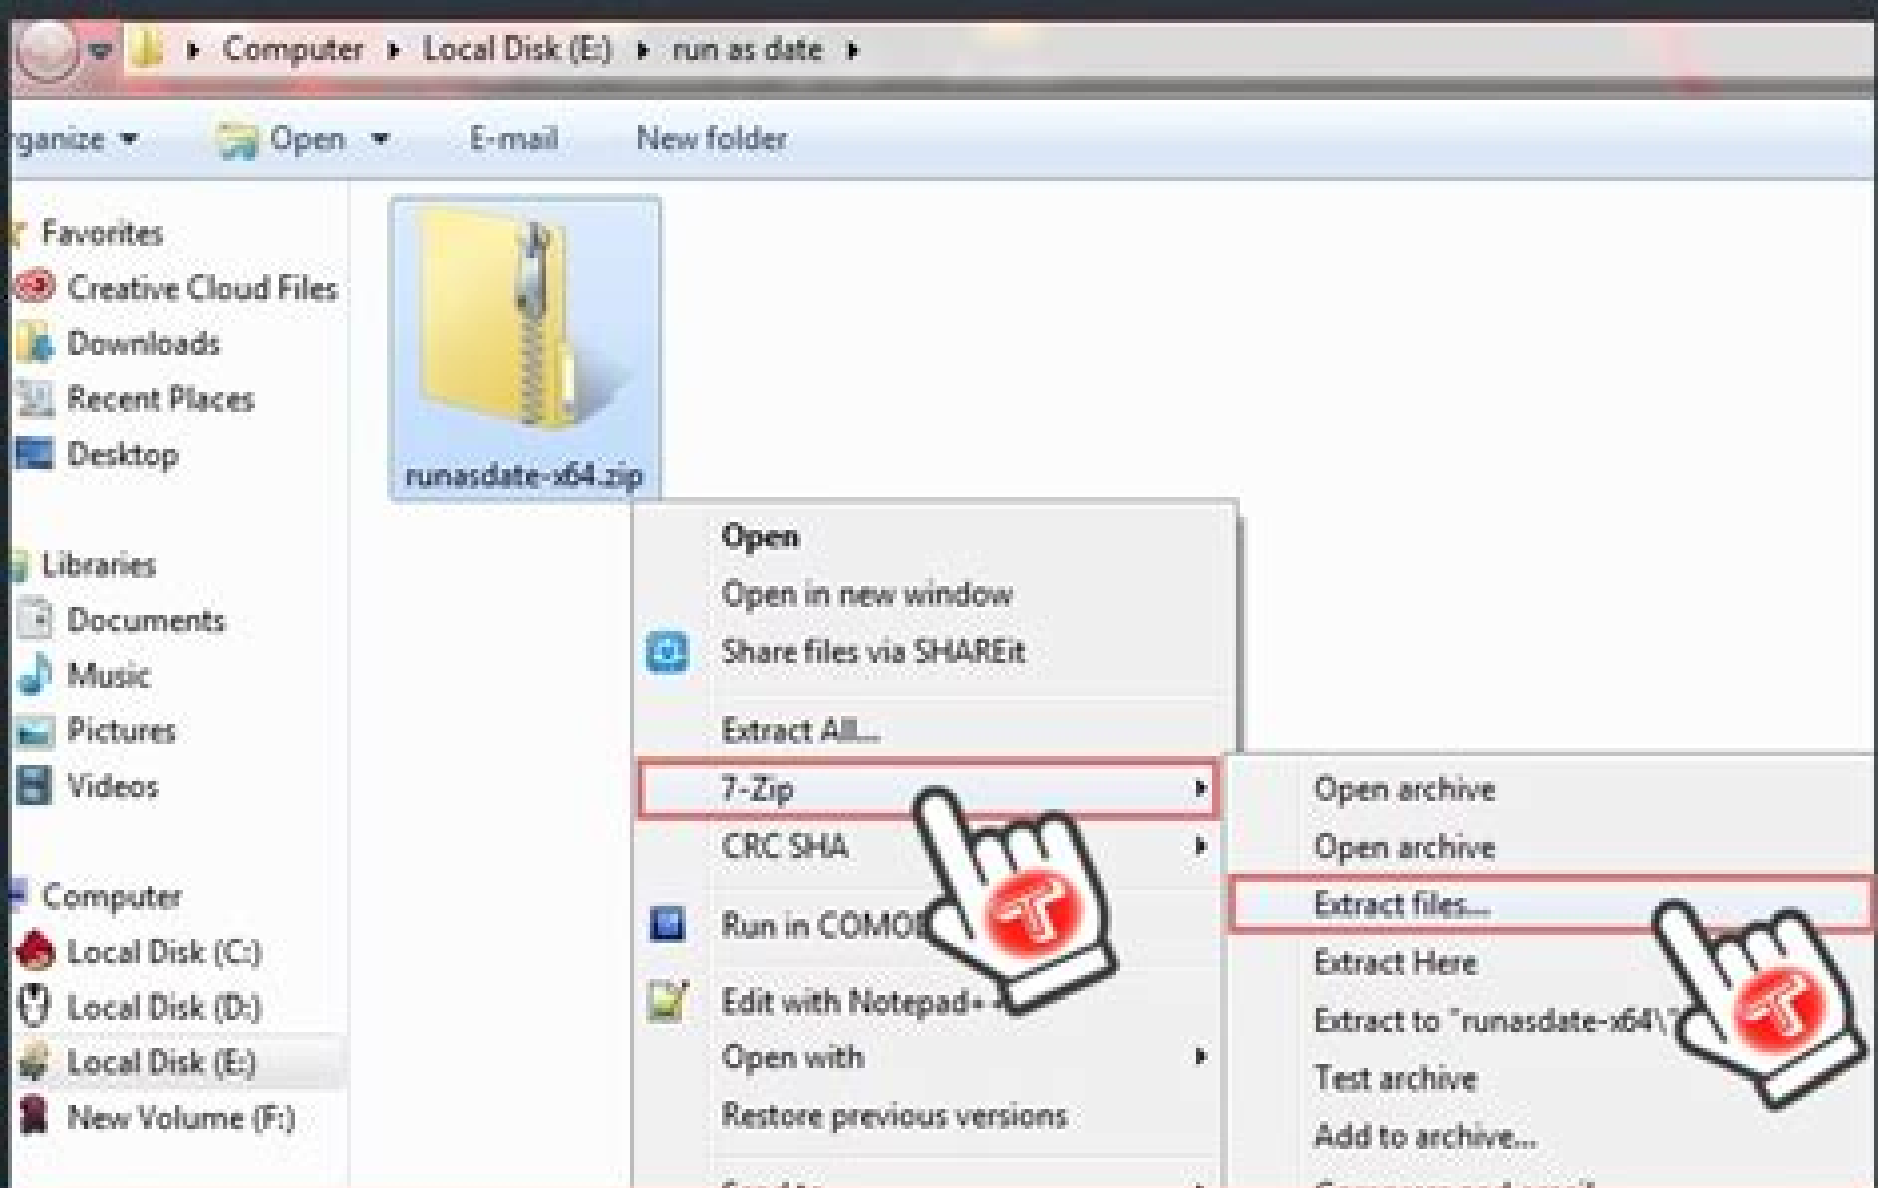 Computer Local Disk (E:) run as date
rganize Open E-mail New folder
Favorites
Creative Cloud Files
Downloads
Recent Places
Desktop
Libraries
Documents
Music
Pictures
Videos
Computer
Local Disk (C:)
Local Disk (D:)
Local Disk (E:)
New Volume (F:)
runasdate-x64.zip
Open
Open in new window
Share files via SHAREit
Extract All...
7-Zip
CRC SHA
Run in COMO
Edit with Notepad+
Open with
Restore previous versions
Open archive
Open archive
Extract files...
Extract Here
Extract to "runasdate-x64\"
Test archive
Add to archive...
T
T